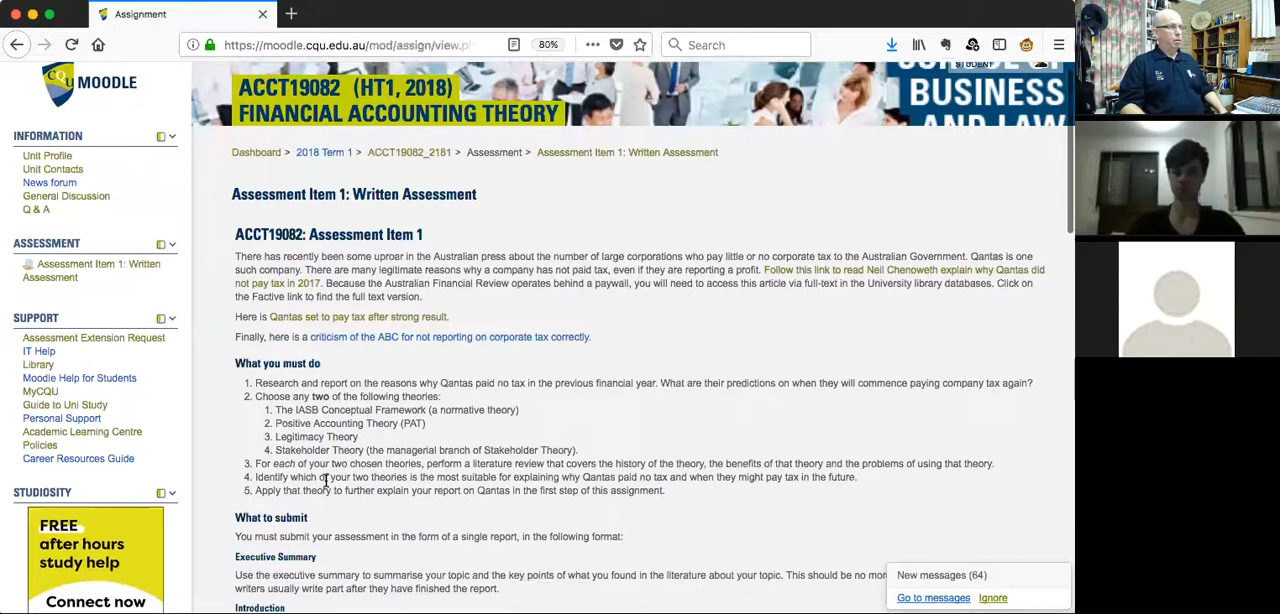 Assignment
https://moodle.cqu.edu.au/mod/assign/view.p
80%
Search
CQU
MOODLE
ACCT19082 (HT1, 2018)
FINANCIAL ACCOUNTING THEORY
STUDENT
BUSINESS
AND LAW
INFORMATION
Unit Profile
Unit Contacts
News forum
General Discussion
Q & A
ASSESSMENT
Assessment Item 1: Written
Assessment
SUPPORT
Assessment Extension Request
IT Help
Library
Moodle Help for Students
MyCQU
Guide to Uni Study
Personal Support
Academic Learning Centre
Policies
Career Resources Guide
STUDIOSITY
FREE
after hours
study help
Connect now
Dashboard > 2018 Term 1 > ACCT19082_2181 > Assessment > Assessment Item 1: Written Assessment
Assessment Item 1: Written Assessment
ACCT19082: Assessment Item 1
There has recently been some uproar in the Australian press about the number of large corporations who pay little or no corporate tax to the Australian Government. Qantas is one
such company. There are many legitimate reasons why a company has not paid tax, even if they are reporting a profit. Follow this link to read Neil Chenoweth explain why Qantas did
not pay tax in 2017. Because the Australian Financial Review operates behind a paywall, you will need to access this article via full-text in the University library databases. Click on
the Factive link to find the full text version.
Here is Qantas set to pay tax after strong result.
Finally, here is a criticism of the ABC for not reporting on corporate tax correctly.
What you must do
1. Research and report on the reasons why Qantas paid no tax in the previous financial year. What are their predictions on when they will commence paying company tax again?
2. Choose any two of the following theories:
1. The IASB Conceptual Framework (a normative theory)
2. Positive Accounting Theory (PAT)
3. Legitimacy Theory
4. Stakeholder Theory (the managerial branch of Stakeholder Theory).
3. For each of your two chosen theories, perform a literature review that covers the history of the theory, the benefits of that theory and the problems of using that theory.
4. Identify which of your two theories is the most suitable for explaining why Qantas paid no tax and when they might pay tax in the future.
5. Apply that theory to further explain your report on Qantas in the first step of this assignment.
What to submit
You must submit your assessment in the form of a single report, in the following format:
Executive Summary
Use the executive summary to summarise your topic and the key points of what you found in the literature about your topic. This should be no mor
writers usually write part after they have finished the report.
Introduction
New messages (64)
Go to messages Ignore